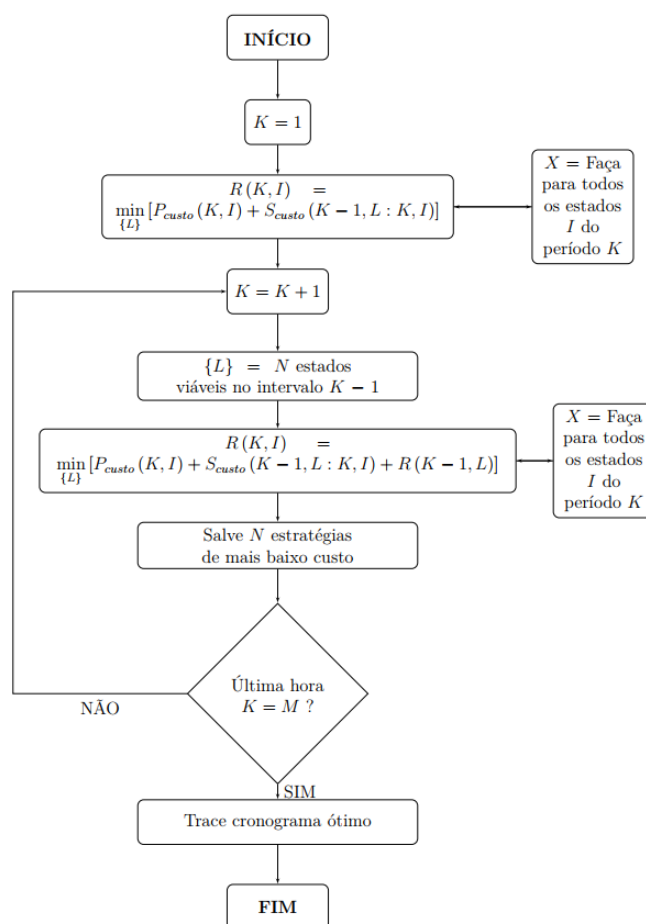 INÍCIO
K = 1
R (K, I) =
min [P_custo (K, I) + S_custo (K − 1, L : K, I)]
{L}
X = Faça
para todos
os estados
I do
período K
K = K + 1
{L} = N estados
viáveis no intervalo K − 1
R (K, I) =
min [P_custo (K, I) + S_custo (K − 1, L : K, I) + R (K − 1, L)]
{L}
X = Faça
para todos
os estados
I do
período K
Salve N estratégias
de mais baixo custo
Última hora
K = M ?
NÃO
SIM
Trace cronograma ótimo
FIM